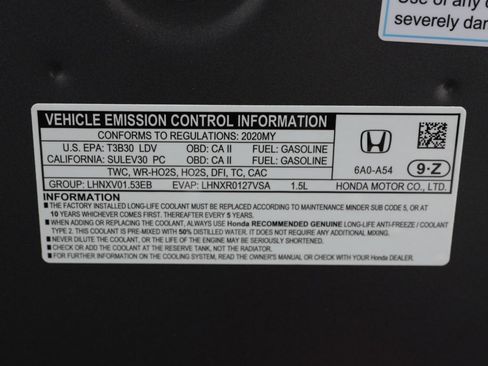 Use of any
severely dam
VEHICLE EMISSION CONTROL INFORMATION
CONFORMS TO REGULATIONS: 2020MY
U.S. EPA: T3B30 LDV OBD: CA II FUEL: GASOLINE
CALIFORNIA: SULEV30 PC OBD: CA II FUEL: GASOLINE
TWC, WR-HO2S, HO2S, DFI, TC, CAC
6A0-A54 9·Z
GROUP: LHNXV01.53EB EVAP: LHNXR0127VSA 1.5L HONDA MOTOR CO., LTD.
INFORMATION
■ THE FACTORY INSTALLED LONG-LIFE COOLANT MUST BE REPLACED ACCORDING TO MAINTENANCE MINDER SUB CODE 5, OR AT
10 YEARS WHICHEVER COMES FIRST. THEREAFTER EVERY 5 YEARS.
■ WHEN ADDING OR REPLACING THE COOLANT, ALWAYS USE Honda RECOMMENDED GENUINE LONG-LIFE ANTI-FREEZE / COOLANT
TYPE 2. THIS COOLANT IS PRE-MIXED WITH 50% DISTILLED WATER. IT DOES NOT REQUIRE ANY ADDITIONAL MIXING.
■ NEVER DILUTE THE COOLANT, OR THE LIFE OF THE ENGINE MAY BE SERIOUSLY SHORTENED.
■ CHECK AND ADD THE COOLANT AT THE RESERVE TANK, NOT THE RADIATOR.
■ FOR FURTHER INFORMATION ON THE COOLING SYSTEM, READ THE OWNER'S MANUAL OR CHECK WITH YOUR Honda DEALER.